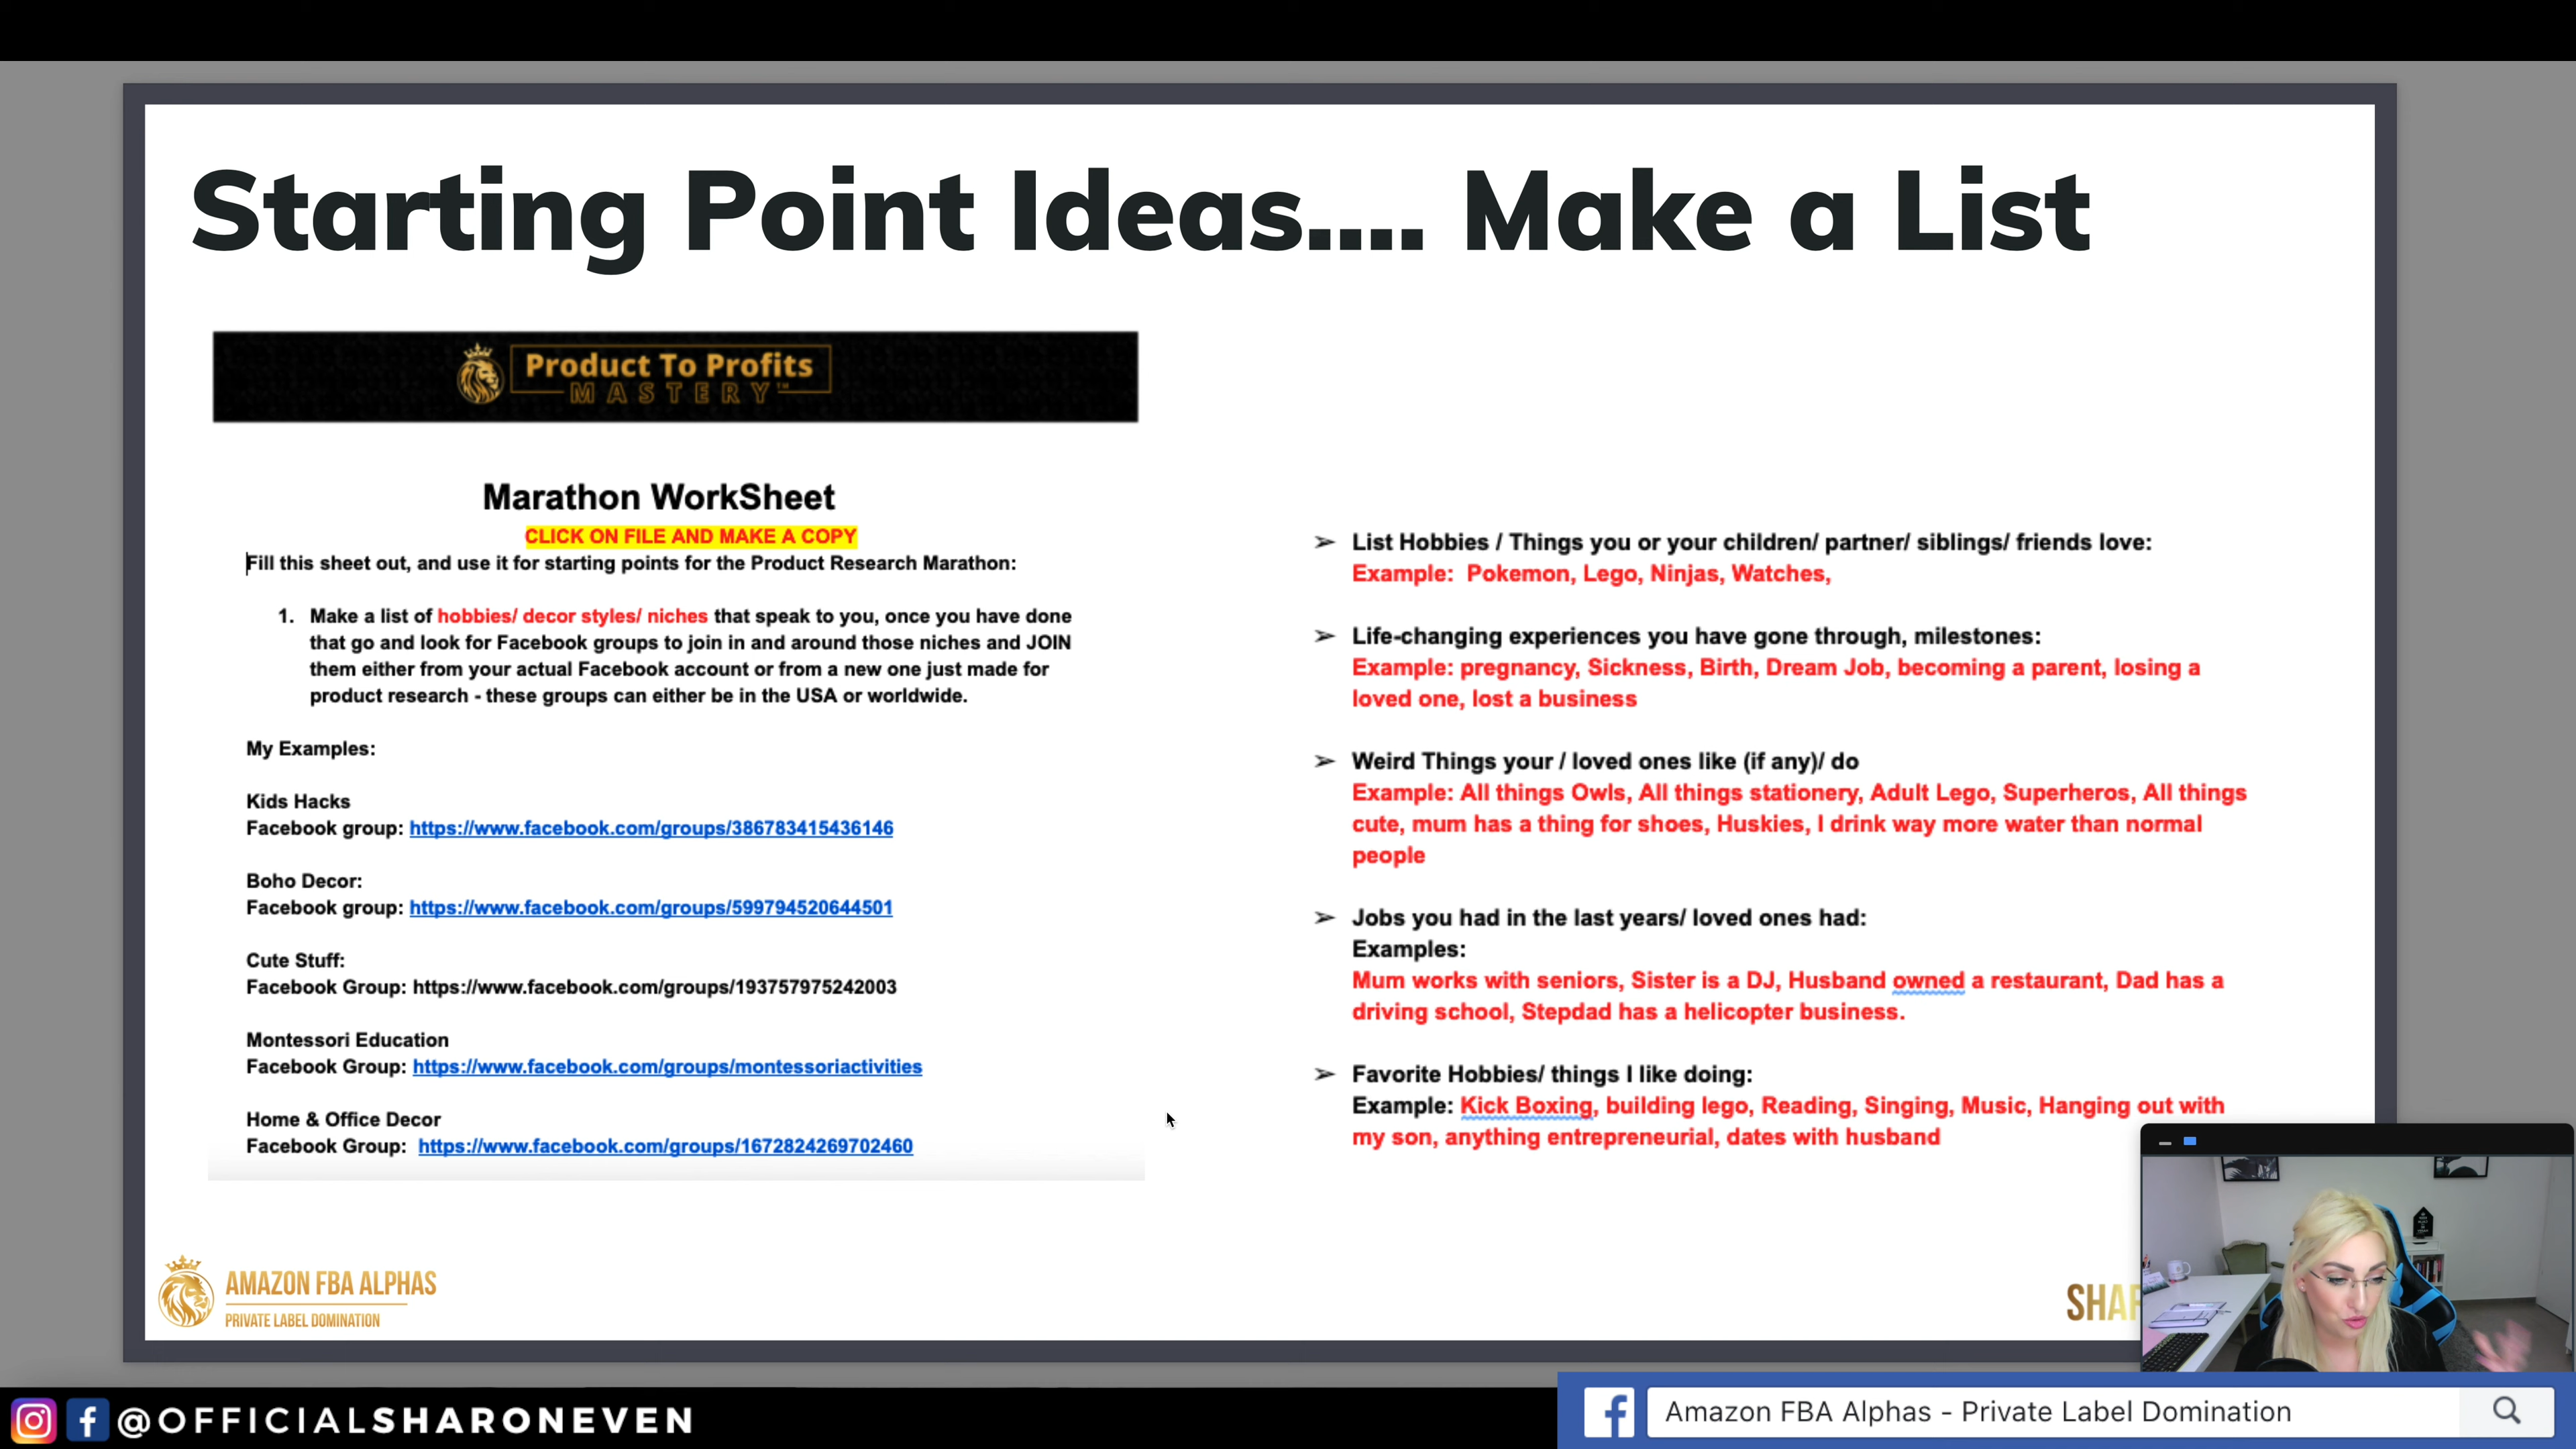 Starting Point Ideas.... Make a List
Product To Profits
MASTERY™
Marathon WorkSheet
CLICK ON FILE AND MAKE A COPY
Fill this sheet out, and use it for starting points for the Product Research Marathon:
1. Make a list of hobbies/ decor styles/ niches that speak to you, once you have done
that go and look for Facebook groups to join in and around those niches and JOIN
them either from your actual Facebook account or from a new one just made for
product research - these groups can either be in the USA or worldwide.
My Examples:
Kids Hacks
Facebook group: https://www.facebook.com/groups/386783415436146
Boho Decor:
Facebook group: https://www.facebook.com/groups/599794520644501
Cute Stuff:
Facebook Group: https://www.facebook.com/groups/193757975242003
Montessori Education
Facebook Group: https://www.facebook.com/groups/montessoriactivities
Home & Office Decor
Facebook Group: https://www.facebook.com/groups/1672824269702460
➢ List Hobbies / Things you or your children/ partner/ siblings/ friends love:
Example: Pokemon, Lego, Ninjas, Watches,
➢ Life-changing experiences you have gone through, milestones:
Example: pregnancy, Sickness, Birth, Dream Job, becoming a parent, losing a
loved one, lost a business
➢ Weird Things your / loved ones like (if any)/ do
Example: All things Owls, All things stationery, Adult Lego, Superheros, All things
cute, mum has a thing for shoes, Huskies, I drink way more water than normal
people
➢ Jobs you had in the last years/ loved ones had:
Examples:
Mum works with seniors, Sister is a DJ, Husband owned a restaurant, Dad has a
driving school, Stepdad has a helicopter business.
➢ Favorite Hobbies/ things I like doing:
Example: Kick Boxing, building lego, Reading, Singing, Music, Hanging out with
my son, anything entrepreneurial, dates with husband
AMAZON FBA ALPHAS
PRIVATE LABEL DOMINATION
@OFFICIALSHARONEVEN
Amazon FBA Alphas - Private Label Domination